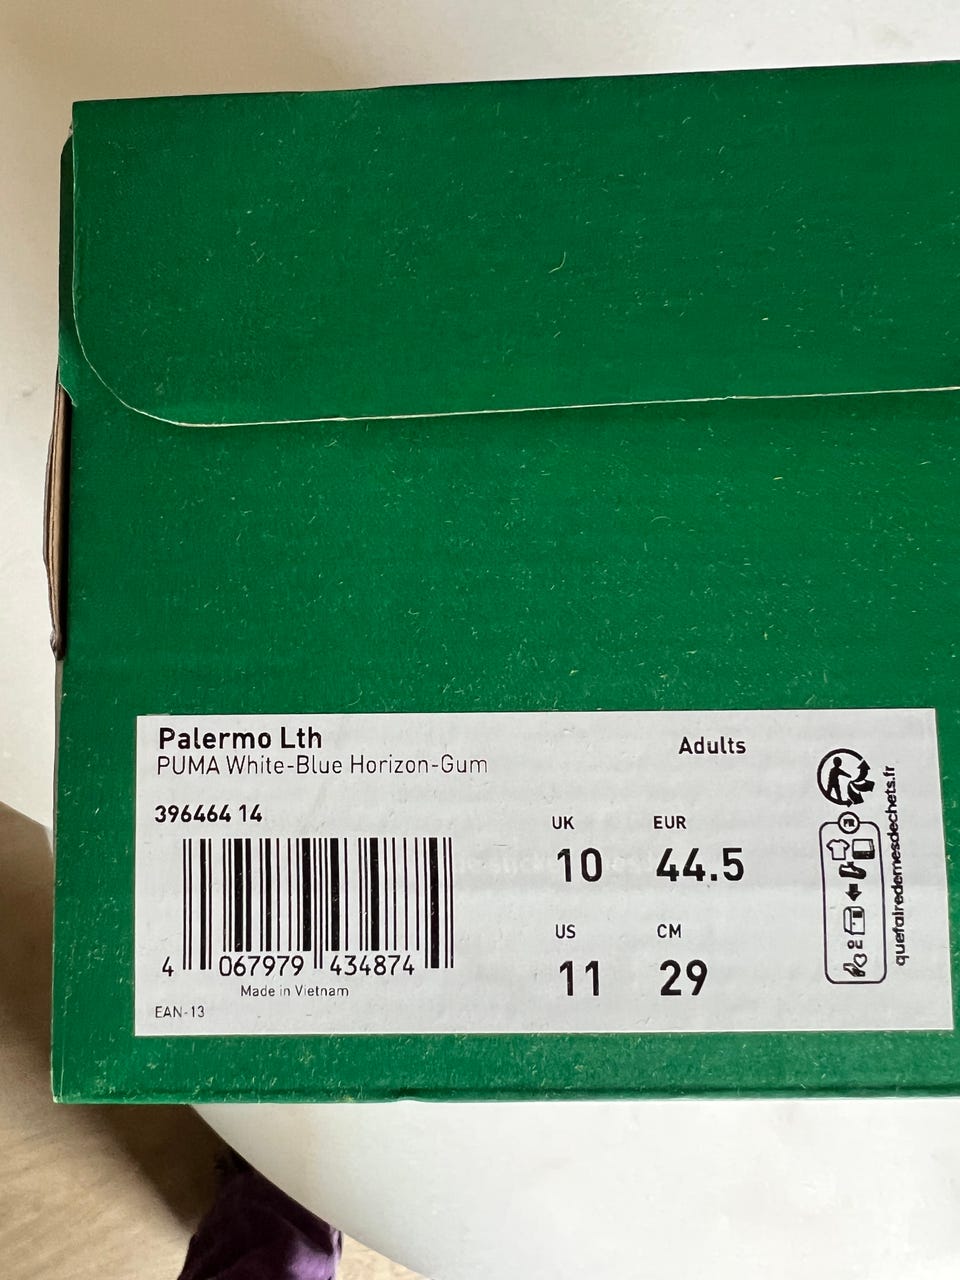 Palermo Lth
PUMA White-Blue Horizon-Gum
Adults
396464 14
UK EUR
10 44.5
US CM
11 29
4 067979 434874
Made in Vietnam
EAN-13
FR
quefairedemesdechets.fr